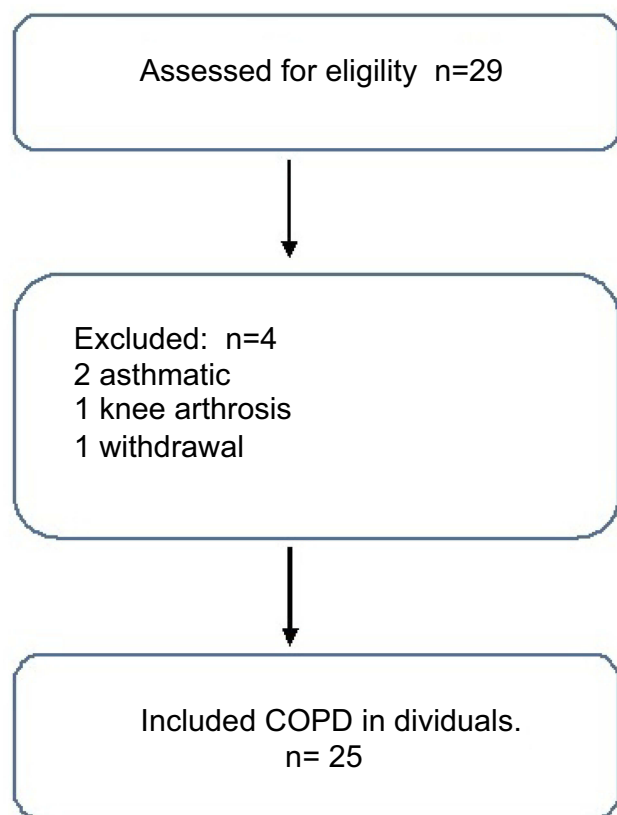 Assessed for eligility n=29
Excluded: n=4
2 asthmatic
1 knee arthrosis
1 withdrawal
Included COPD in dividuals.
n= 25